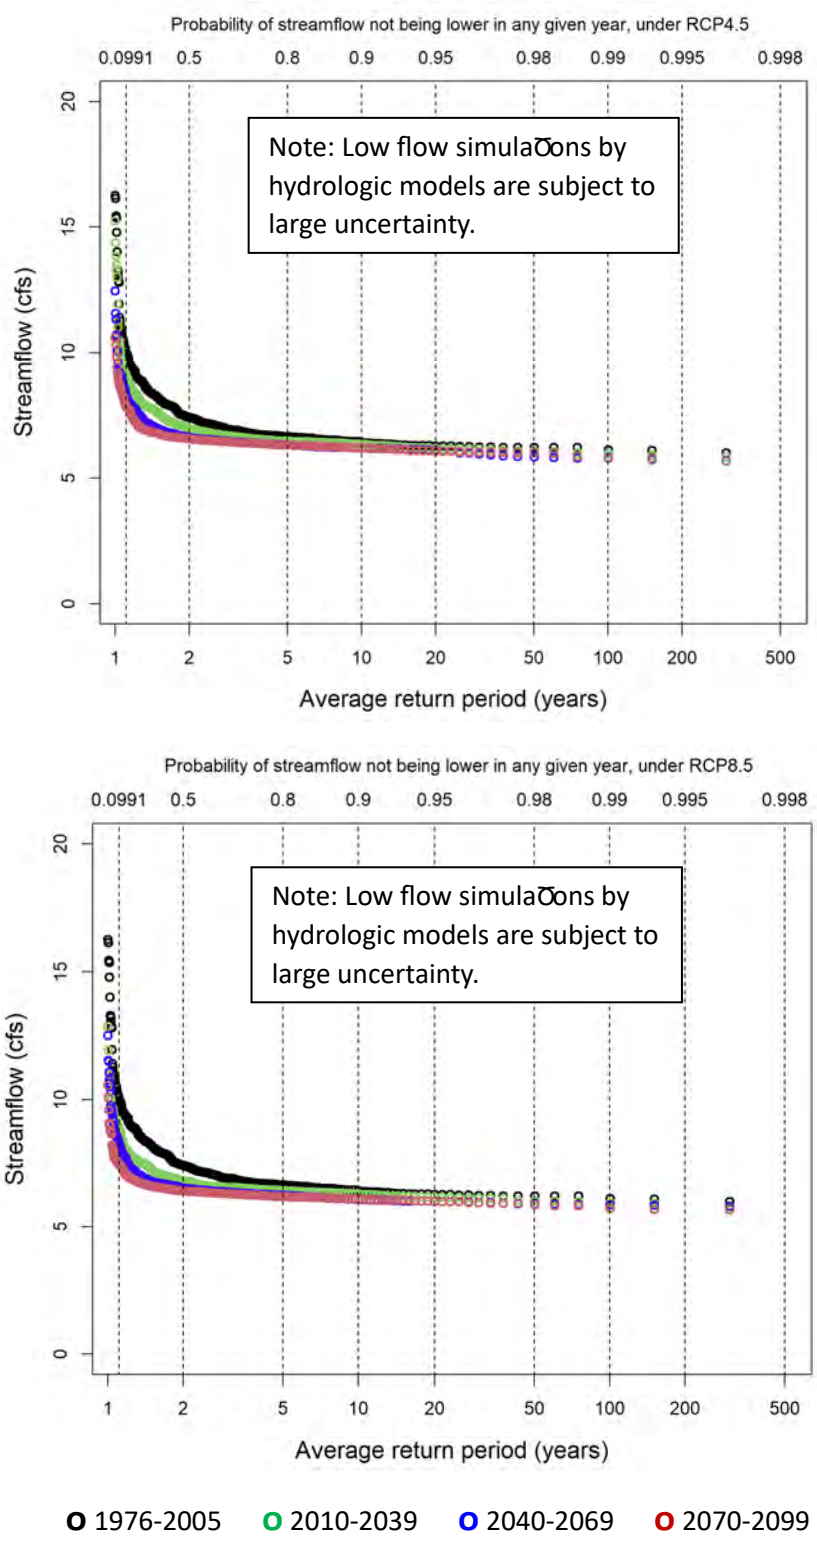 Probability of streamflow not being lower in any given year, under RCP4.5
0.0991 0.5 0.8 0.9 0.95 0.98 0.99 0.995 0.998
20
Note: Low flow simulaƠons by
hydrologic models are subject to
large uncertainty.
15
Streamflow (cfs)
10
5
0
1 2 5 10 20 50 100 200 500
Average return period (years)
Probability of streamflow not being lower in any given year, under RCP8.5
0.0991 0.5 0.8 0.9 0.95 0.98 0.99 0.995 0.998
20
Note: Low flow simulaƠons by
hydrologic models are subject to
large uncertainty.
15
Streamflow (cfs)
10
5
0
1 2 5 10 20 50 100 200 500
Average return period (years)
1976-2005 2010-2039 2040-2069 2070-2099